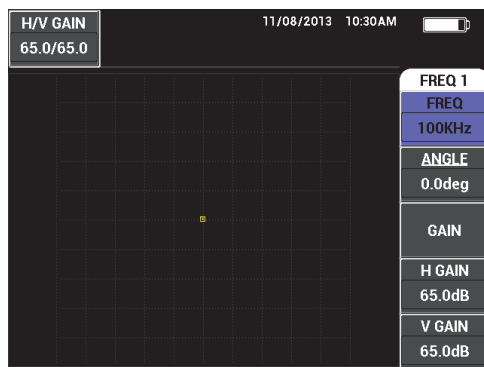 H/V GAIN
65.0/65.0
11/08/2013 10:30AM
FREQ 1
FREQ
100KHz
ANGLE
0.0deg
GAIN
H GAIN
65.0dB
V GAIN
65.0dB